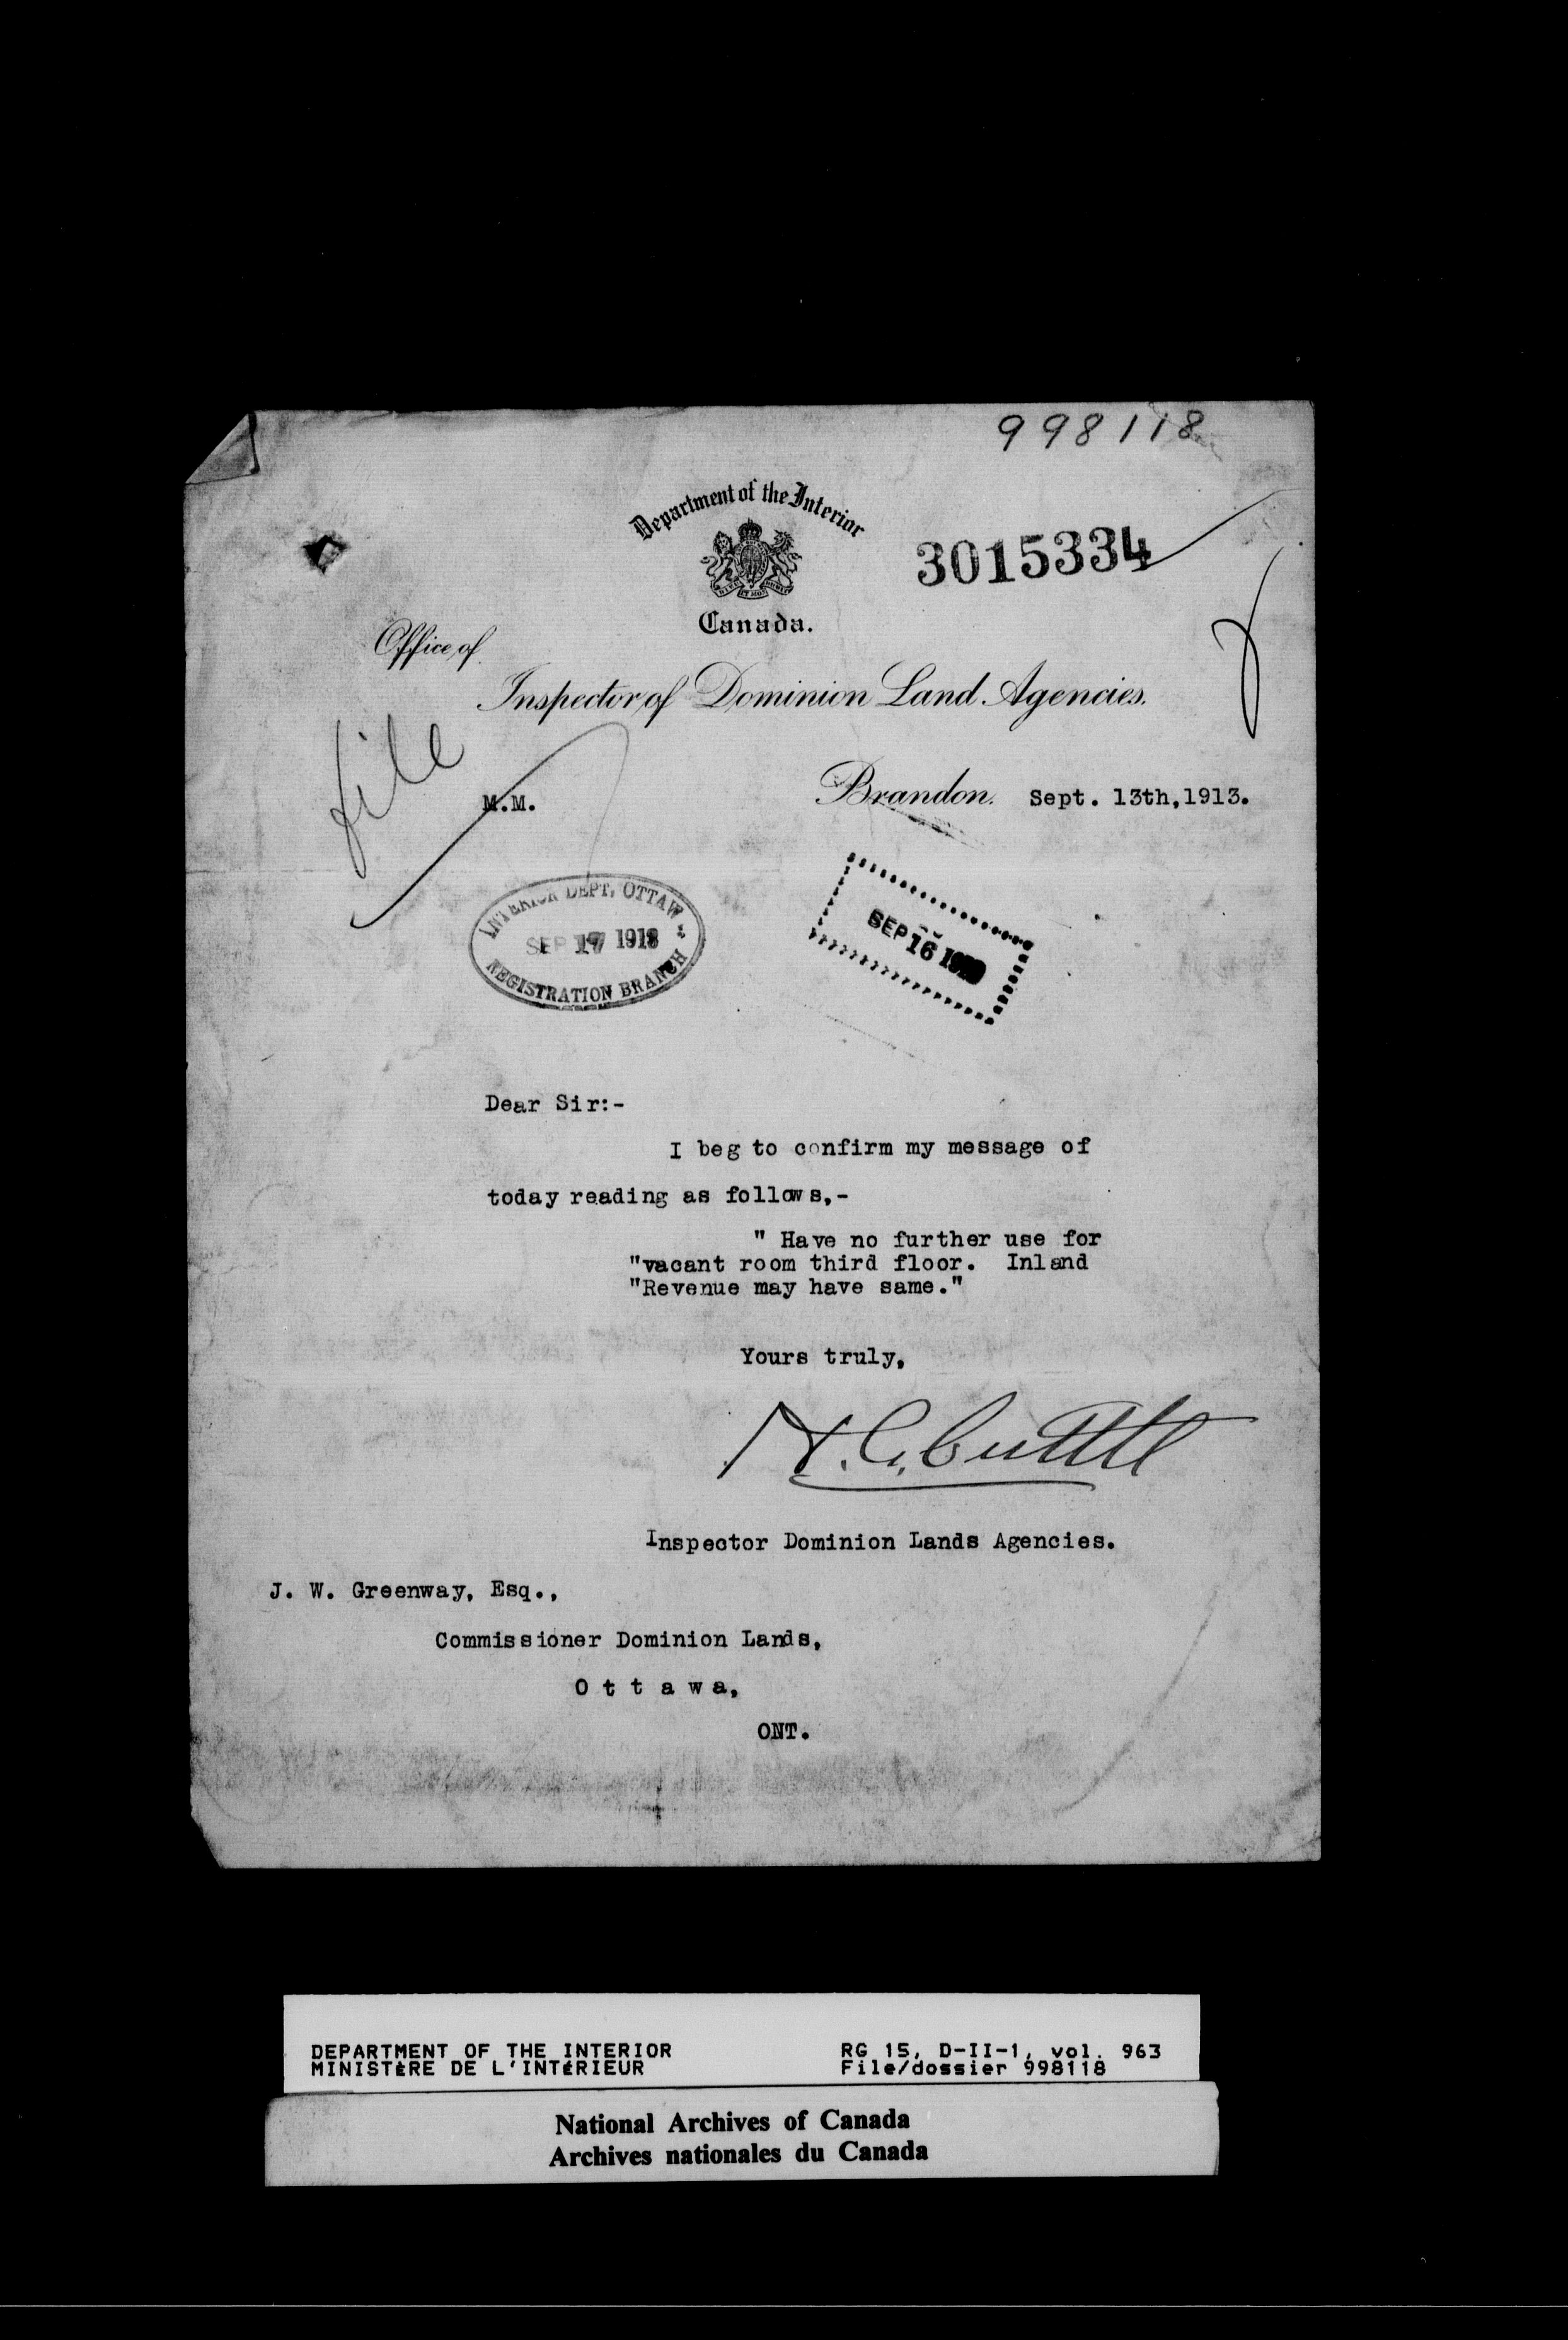 998118
Department of the Interior
3015334
Canada.
Office of
Inspector of Dominion Land Agencies.
file
M.M.
Brandon. Sept. 13th, 1913.
INTERIOR DEPT. OTTAWA
SEP 17 1913
REGISTRATION BRANCH
SEP 16
Dear Sir:-
I beg to confirm my message of
today reading as follows,-
" Have no further use for
"vacant room third floor. Inland
"Revenue may have same."
Yours truly,
Inspector Dominion Lands Agencies.
J. W. Greenway, Esq.,
Commissioner Dominion Lands,
O t t a w a,
ONT.
DEPARTMENT OF THE INTERIOR RG 15, D-II-1, vol. 963
MINISTÈRE DE L'INTÉRIEUR File/dossier 998118
National Archives of Canada
Archives nationales du Canada